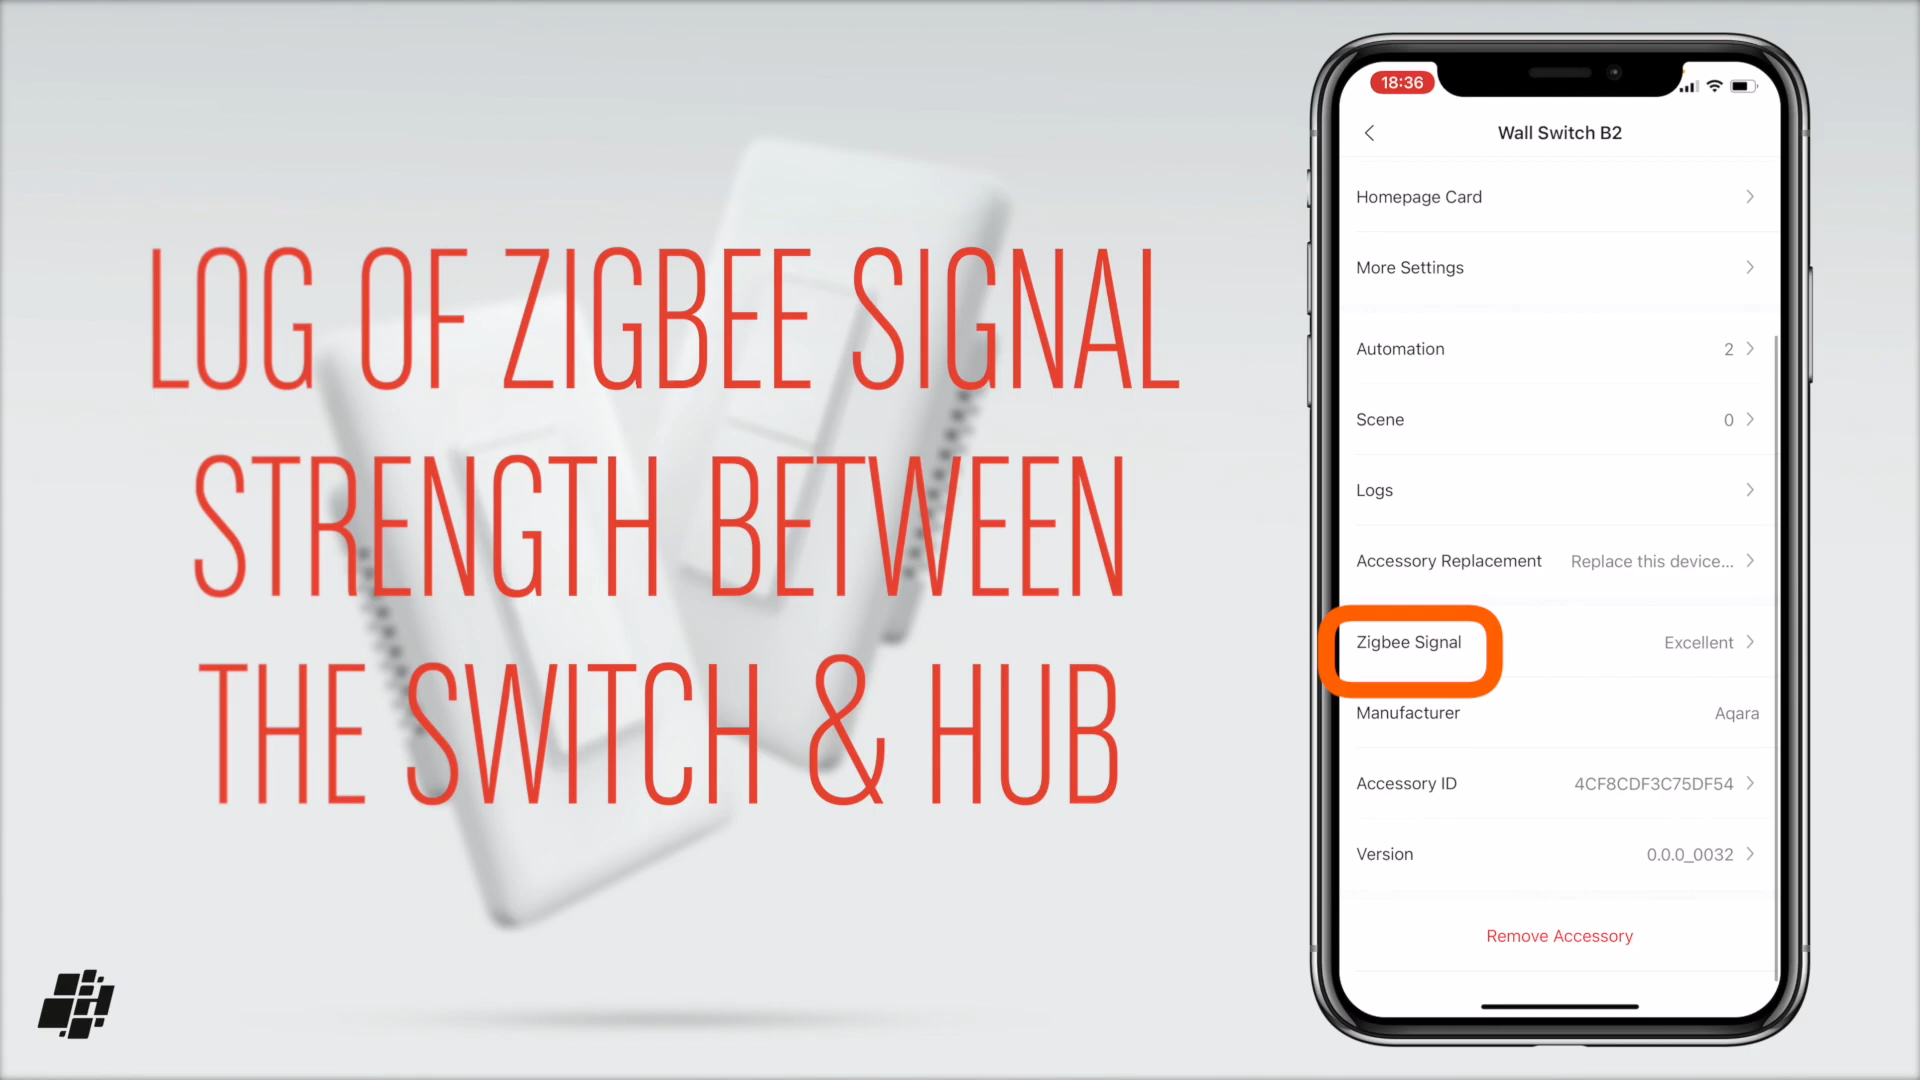 LOG OF ZIGBEE SIGNAL
STRENGTH BETWEEN
THE SWITCH & HUB
18:36
Wall Switch B2
Homepage Card
More Settings
Automation 2
Scene 0
Logs
Accessory Replacement Replace this device...
Zigbee Signal Excellent
Manufacturer Aqara
Accessory ID 4CF8CDF3C75DF54
Version 0.0.0_0032
Remove Accessory